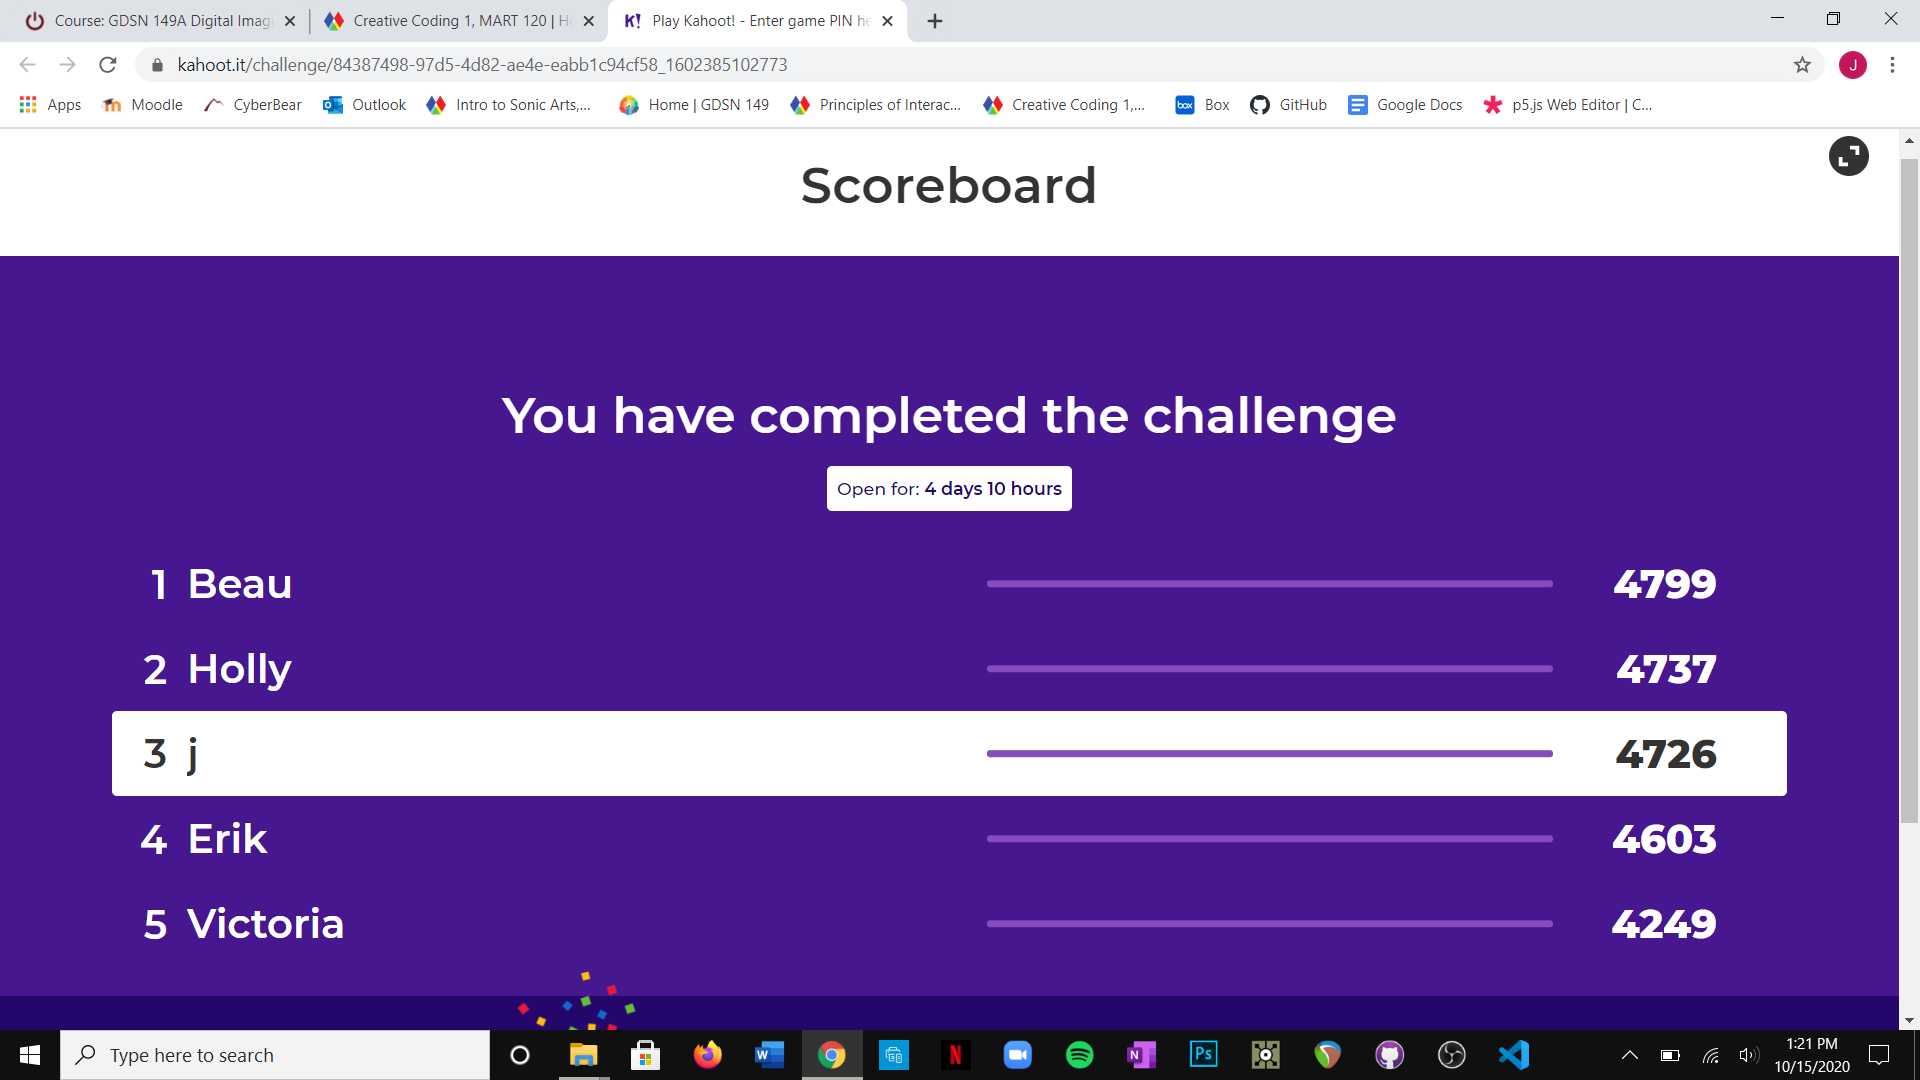 Course: GDSN 149A Digital Imag
Creative Coding 1, MART 120 | H
K! Play Kahoot! - Enter game PIN he
kahoot.it/challenge/84387498-97d5-4d82-ae4e-eabb1c94cf58_1602385102773
J
Apps Moodle CyberBear Outlook Intro to Sonic Arts,... Home | GDSN 149 Principles of Interac... Creative Coding 1,... box Box GitHub Google Docs p5.js Web Editor | C...
Scoreboard
You have completed the challenge
Open for: 4 days 10 hours
1 Beau 4799
2 Holly 4737
3 j 4726
4 Erik 4603
5 Victoria 4249
Type here to search
W N N Ps
1:21 PM
10/15/2020